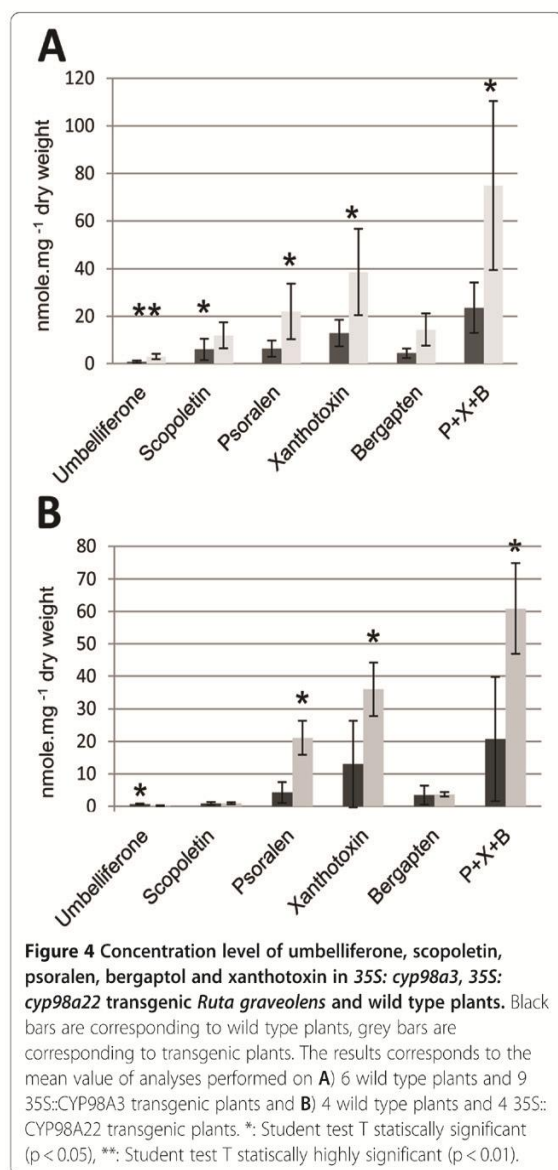 A
nmole.mg -1 dry weight
120
100
80
60
40
20
0
** * * * *
Umbelliferone
Scopoletin
Psoralen
Xanthotoxin
Bergapten
P+X+B
B
nmole.mg -1 dry weight
80
70
60
50
40
30
20
10
0
* * * *
Umbelliferone
Scopoletin
Psoralen
Xanthotoxin
Bergapten
P+X+B
Figure 4 Concentration level of umbelliferone, scopoletin,
psoralen, bergaptol and xanthotoxin in 35S: cyp98a3, 35S:
cyp98a22 transgenic Ruta graveolens and wild type plants. Black
bars are corresponding to wild type plants, grey bars are
corresponding to transgenic plants. The results corresponds to the
mean value of analyses performed on A) 6 wild type plants and 9
35S::CYP98A3 transgenic plants and B) 4 wild type plants and 4 35S::
CYP98A22 transgenic plants. *: Student test T statiscally significant
(p < 0.05), **: Student test T statiscally highly significant (p < 0.01).